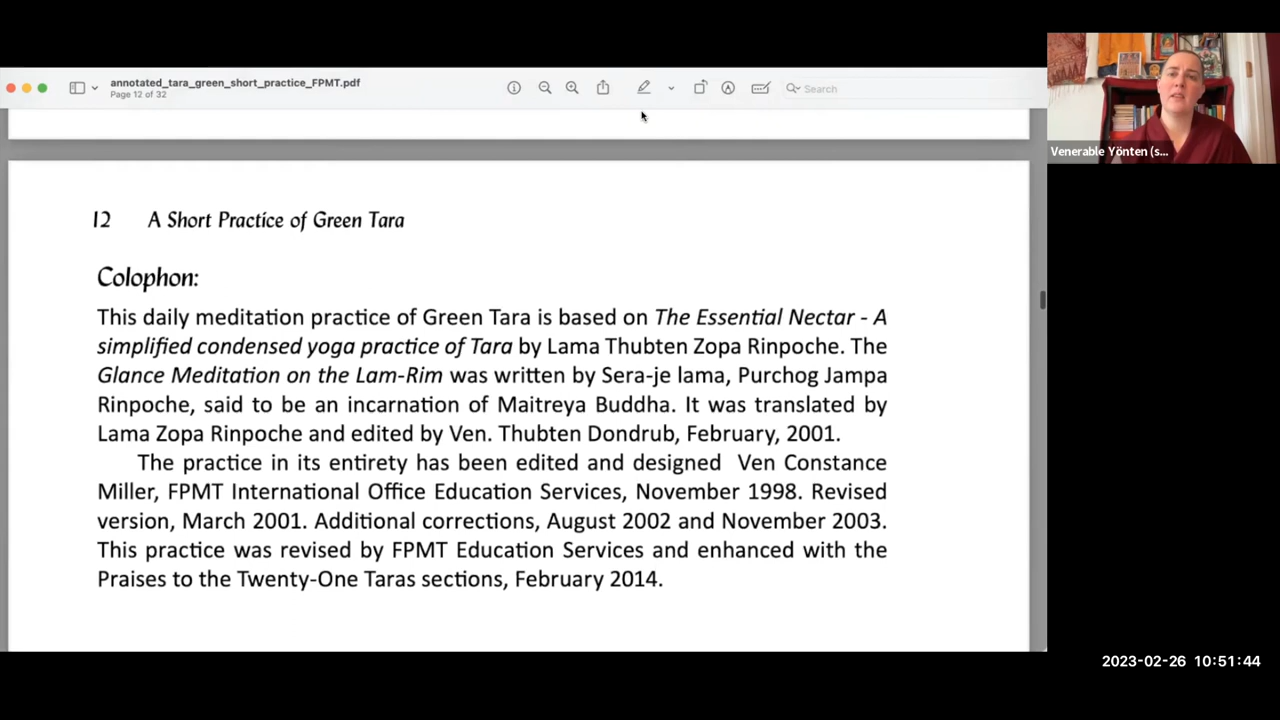 annotated_tara_green_short_practice_FPMT.pdf
Page 12 of 32
Search
Venerable Yönten (s...
12 A Short Practice of Green Tara
Colophon:
This daily meditation practice of Green Tara is based on The Essential Nectar - A
simplified condensed yoga practice of Tara by Lama Thubten Zopa Rinpoche. The
Glance Meditation on the Lam-Rim was written by Sera-je lama, Purchog Jampa
Rinpoche, said to be an incarnation of Maitreya Buddha. It was translated by
Lama Zopa Rinpoche and edited by Ven. Thubten Dondrub, February, 2001.
The practice in its entirety has been edited and designed Ven Constance
Miller, FPMT International Office Education Services, November 1998. Revised
version, March 2001. Additional corrections, August 2002 and November 2003.
This practice was revised by FPMT Education Services and enhanced with the
Praises to the Twenty-One Taras sections, February 2014.
2023-02-26 10:51:44